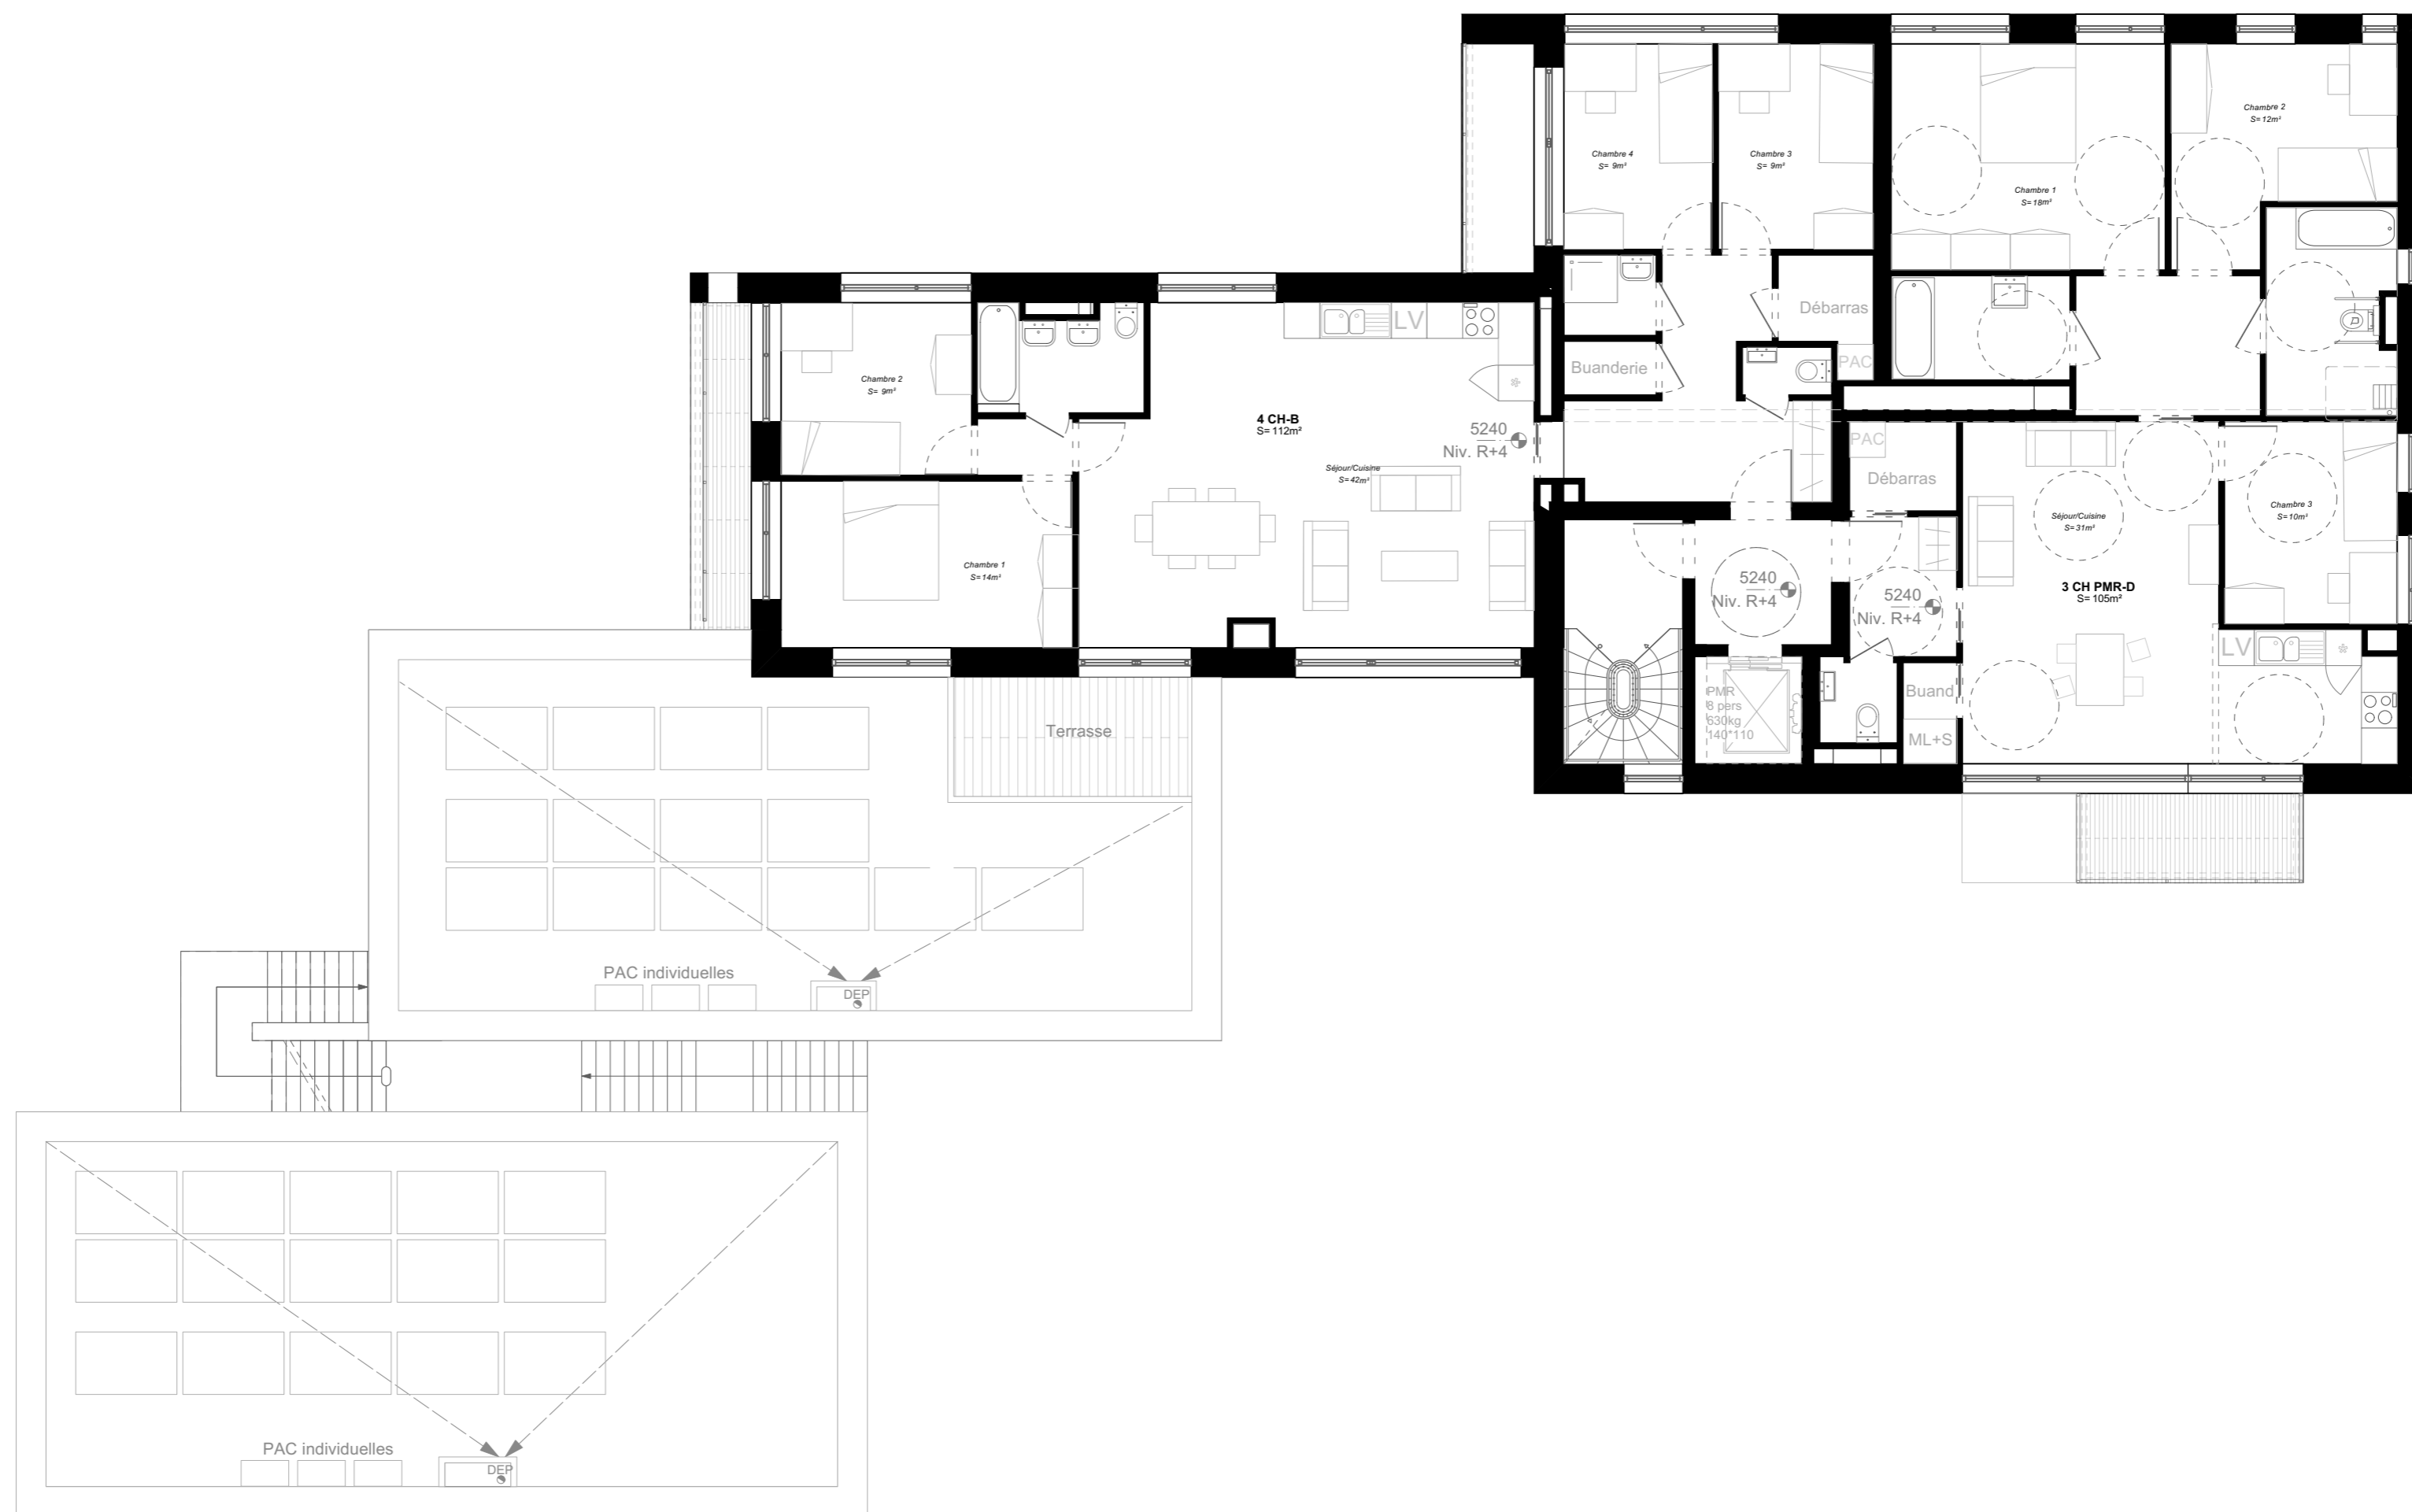 Chambre 2
S= 12m²
Chambre 4
S= 9m²
Chambre 3
S= 9m²
Chambre 1
S= 18m²
Débarras
LV
Buanderie
PAC
Chambre 2
S= 9m²
4 CH-B
S= 112m²
5240
Niv. R+4
PAC
Séjour/Cuisine
S= 42m²
Débarras
Chambre 3
S= 10m²
Séjour/Cuisine
S= 31m²
Chambre 1
S= 14m²
5240
Niv. R+4
5240
Niv. R+4
3 CH PMR-D
S= 105m²
LV
PMR
8 pers
630kg
140*110
Buand
ML+S
Terrasse
PAC individuelles
DEP
PAC individuelles
DEP